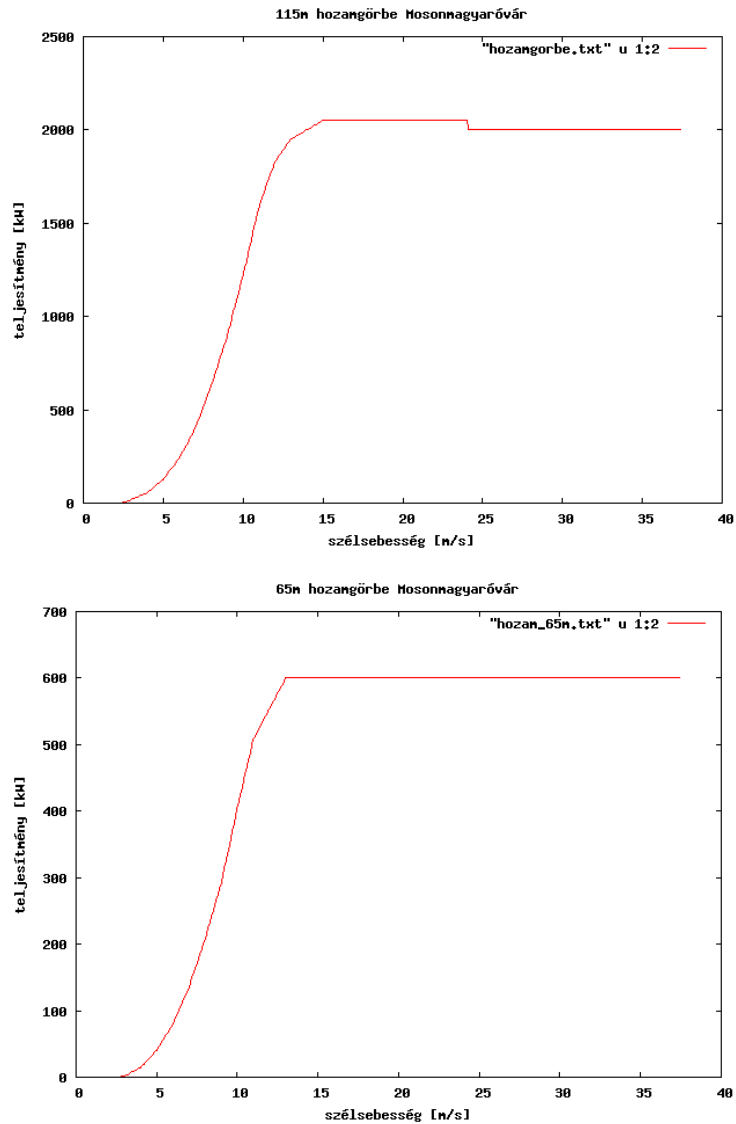 115m hozamgörbe Mosonmagyaróvár
2500
"hozamgorbe.txt" u 1:2
2000
1500
teljesítmény [kW]
1000
500
0
0 5 10 15 20 25 30 35 40
szélsebesség [m/s]
65m hozamgörbe Mosonmagyaróvár
700
"hozam_65m.txt" u 1:2
600
500
400
teljesítmény [kW]
300
200
100
0
0 5 10 15 20 25 30 35 40
szélsebesség [m/s]